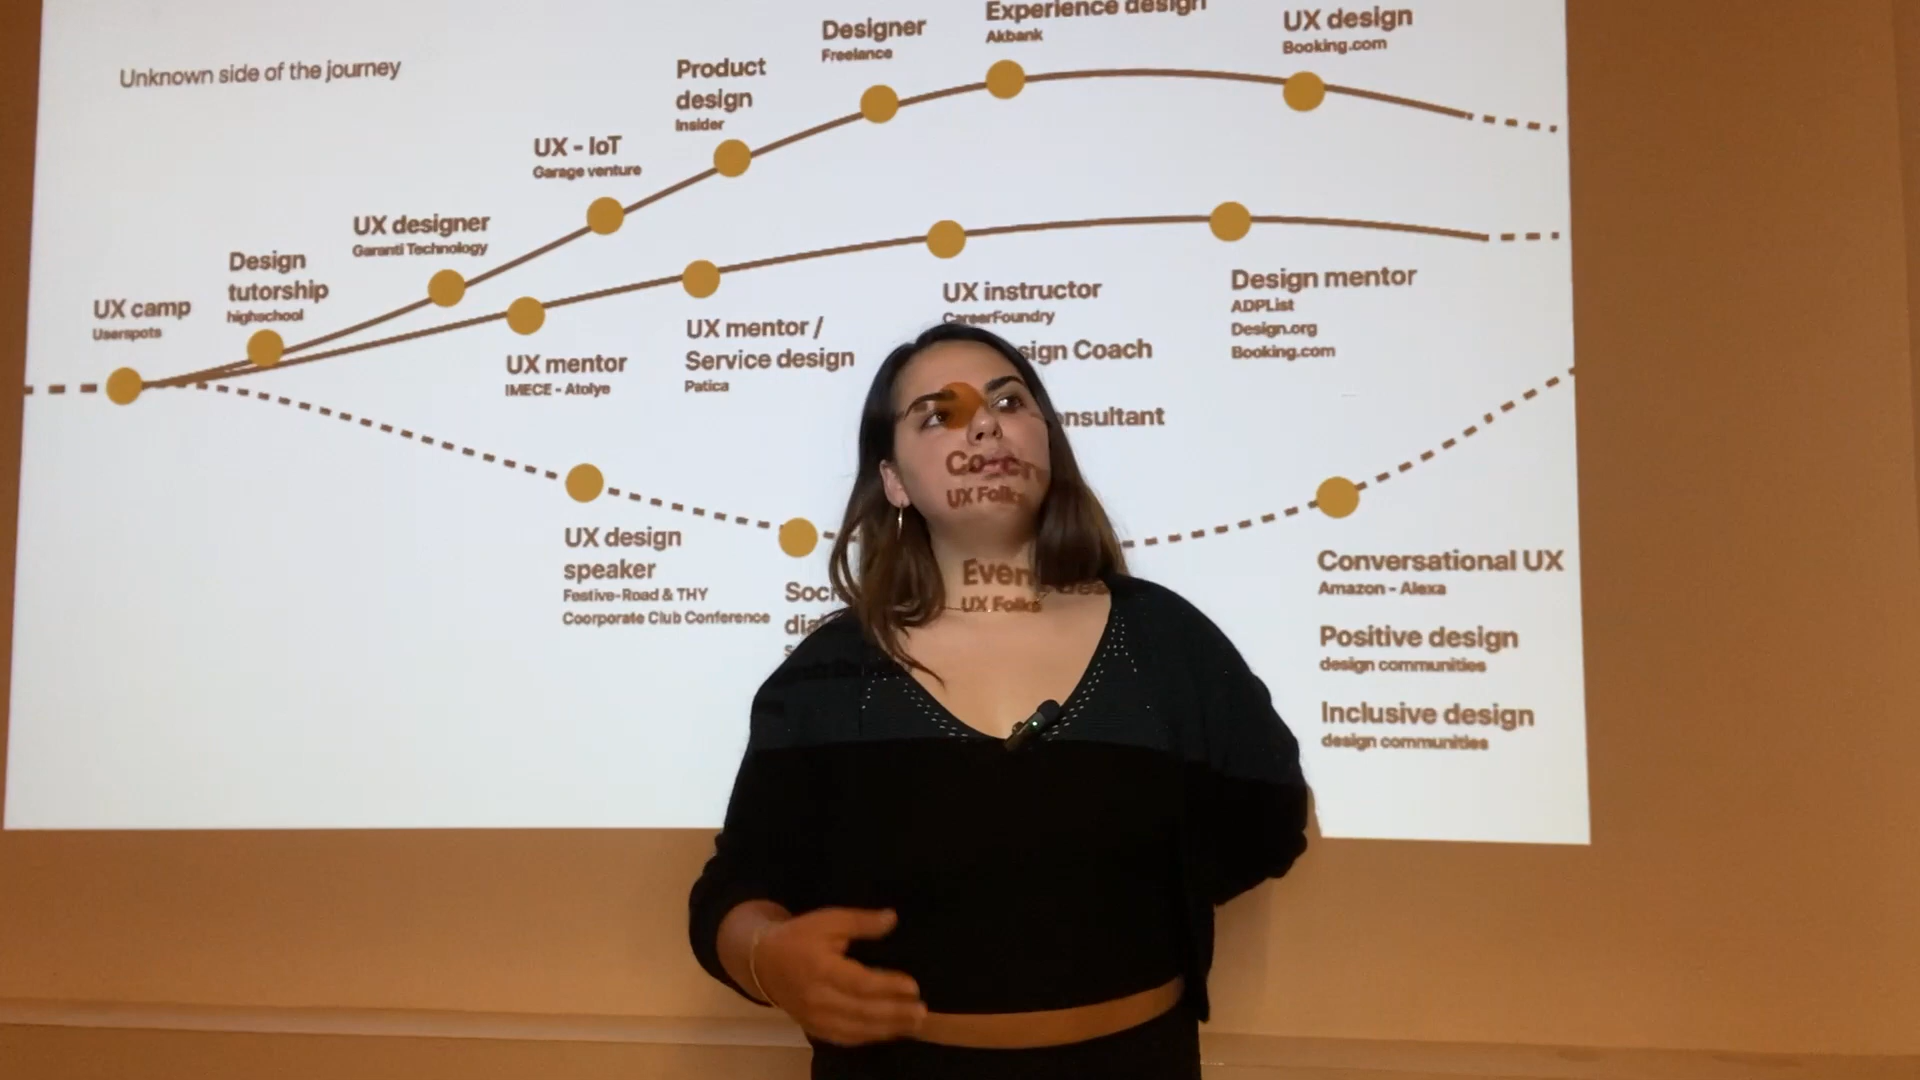 Unknown side of the journey
UX camp
Userspots
Design
tutorship
highschool
UX designer
Garanti Technology
UX - IoT
Garage venture
Product
design
Insider
Designer
Freelance
Experience design
Akbank
UX design
Booking.com
UX mentor
IMECE - Atolye
UX mentor /
Service design
Patica
UX instructor
CareerFoundry
Coach
UX Folks
Design mentor
ADPList
Design.org
Booking.com
UX design
speaker
Festive-Road & THY
Coorporate Club Conference
UX Folks
Conversational UX
Amazon - Alexa
Positive design
design communities
Inclusive design
design communities